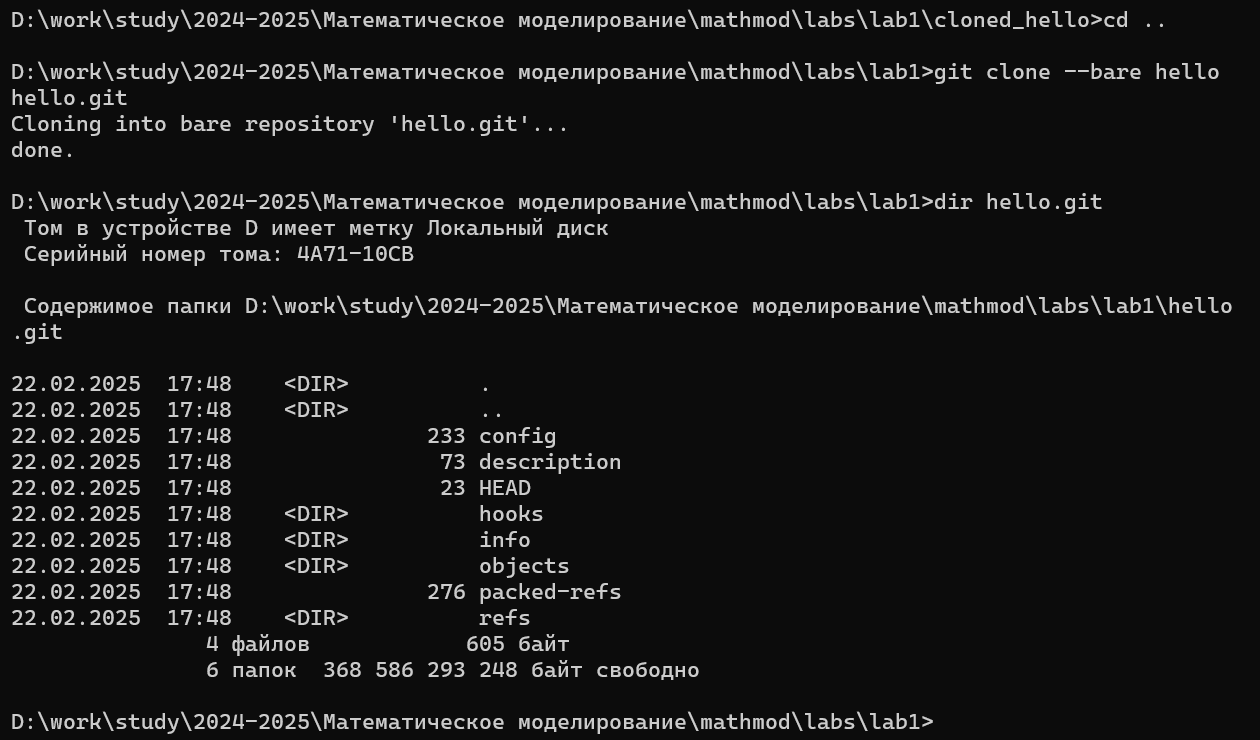 D:\work\study\2024-2025\Математическое моделирование\mathmod\labs\lab1\cloned_hello>cd ..
D:\work\study\2024-2025\Математическое моделирование\mathmod\labs\lab1>git clone --bare hello
hello.git
Cloning into bare repository 'hello.git'...
done.
D:\work\study\2024-2025\Математическое моделирование\mathmod\labs\lab1>dir hello.git
Том в устройстве D имеет метку Локальный диск
Серийный номер тома: 4A71-10CB
Содержимое папки D:\work\study\2024-2025\Математическое моделирование\mathmod\labs\lab1\hello
.git
22.02.2025  17:48    <DIR>          .
22.02.2025  17:48    <DIR>          ..
22.02.2025  17:48               233 config
22.02.2025  17:48                73 description
22.02.2025  17:48                23 HEAD
22.02.2025  17:48    <DIR>          hooks
22.02.2025  17:48    <DIR>          info
22.02.2025  17:48    <DIR>          objects
22.02.2025  17:48               276 packed-refs
22.02.2025  17:48    <DIR>          refs
               4 файлов            605 байт
               6 папок  368 586 293 248 байт свободно
D:\work\study\2024-2025\Математическое моделирование\mathmod\labs\lab1>